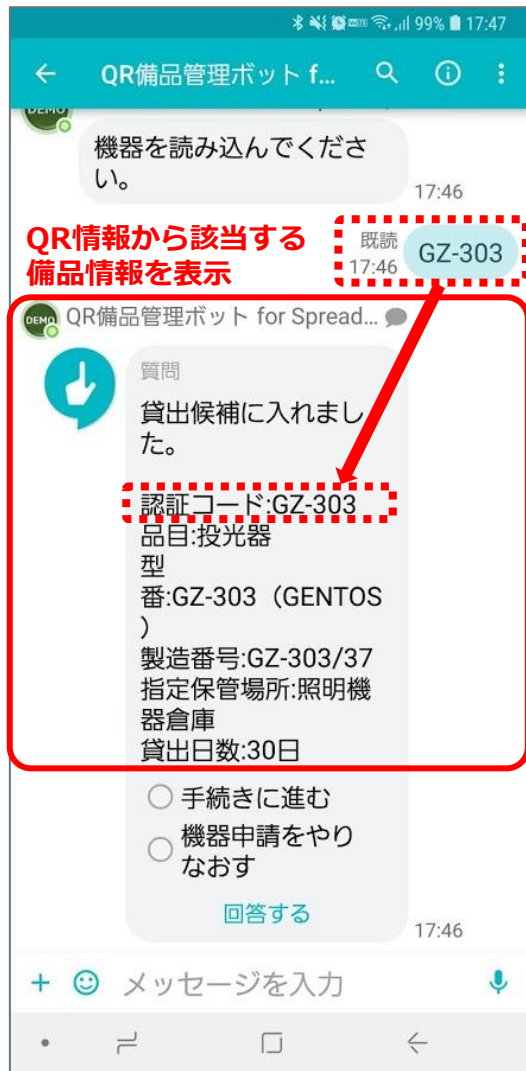 99% 17:47
QR備品管理ボット f...
DEMO
機器を読み込んでくださ
い。
17:46
QR情報から該当する
備品情報を表示
既読
17:46
GZ-303
DEMO QR備品管理ボット for Spread...
質問
貸出候補に入れまし
た。
認証コード:GZ-303
品目:投光器
型
番:GZ-303（GENTOS
）
製造番号:GZ-303/37
指定保管場所:照明機
器倉庫
貸出日数:30日
手続きに進む
機器申請をやり
なおす
回答する
17:46
メッセージを入力